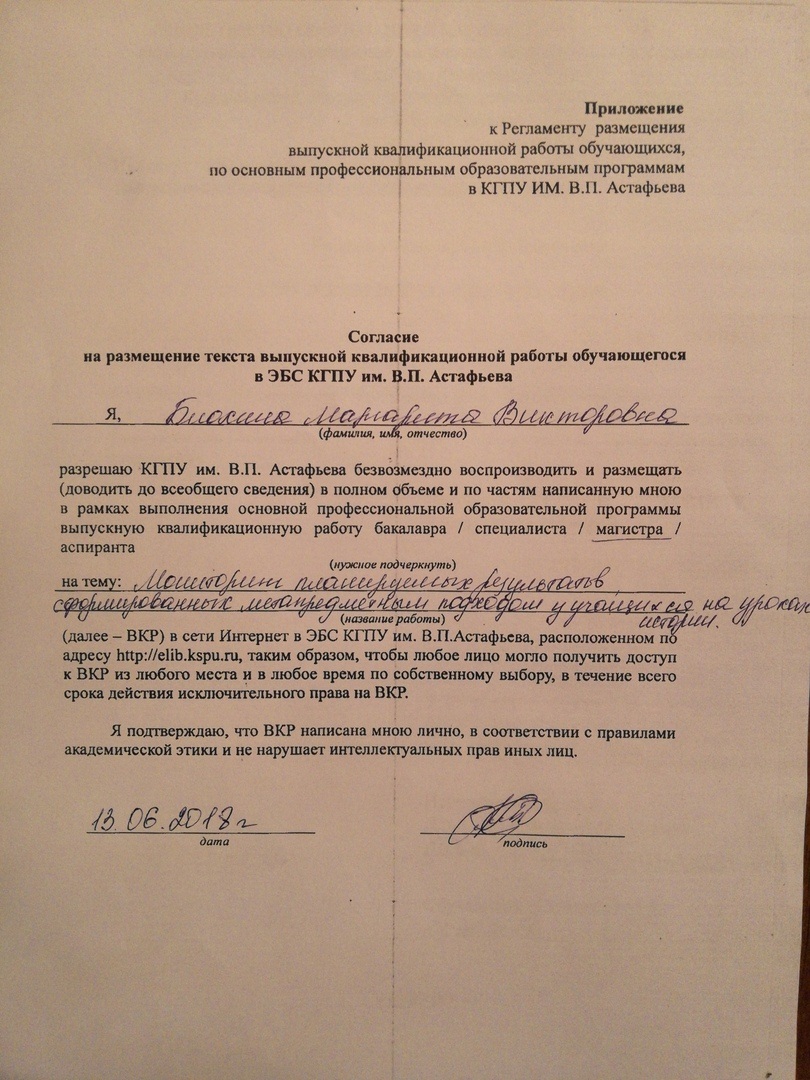 Приложение
к Регламенту размещения
выпускной квалификационной работы обучающихся,
по основным профессиональным образовательным программам
в КГПУ ИМ. В.П. Астафьева
Согласие
на размещение текста выпускной квалификационной работы обучающегося
в ЭБС КГПУ им. В.П. Астафьева
Я, Маргарита Викторовна
(фамилия, имя, отчество)
разрешаю КГПУ им. В.П. Астафьева безвозмездно воспроизводить и размещать
(доводить до всеобщего сведения) в полном объеме и по частям написанную мною
в рамках выполнения основной профессиональной образовательной программы
выпускную квалификационную работу бакалавра / специалиста / магистра /
аспиранта
(нужное подчеркнуть)
на тему: Мониторинг планируемых результатов
сформированных метапредметным подходом у учащихся на уроках
истории.
(название работы)
(далее – ВКР) в сети Интернет в ЭБС КГПУ им. В.П.Астафьева, расположенном по
адресу http://elib.kspu.ru, таким образом, чтобы любое лицо могло получить доступ
к ВКР из любого места и в любое время по собственному выбору, в течение всего
срока действия исключительного права на ВКР.
Я подтверждаю, что ВКР написана мною лично, в соответствии с правилами
академической этики и не нарушает интеллектуальных прав иных лиц.
13.06.2018г
дата
подпись